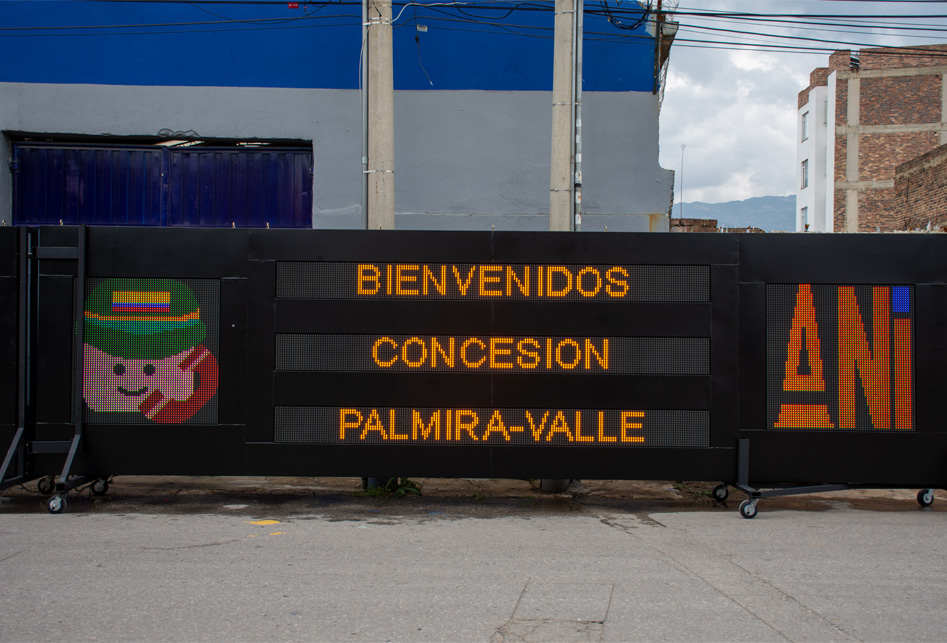 BIENVENIDOS
CONCESION
PALMIRA-VALLE
ANi